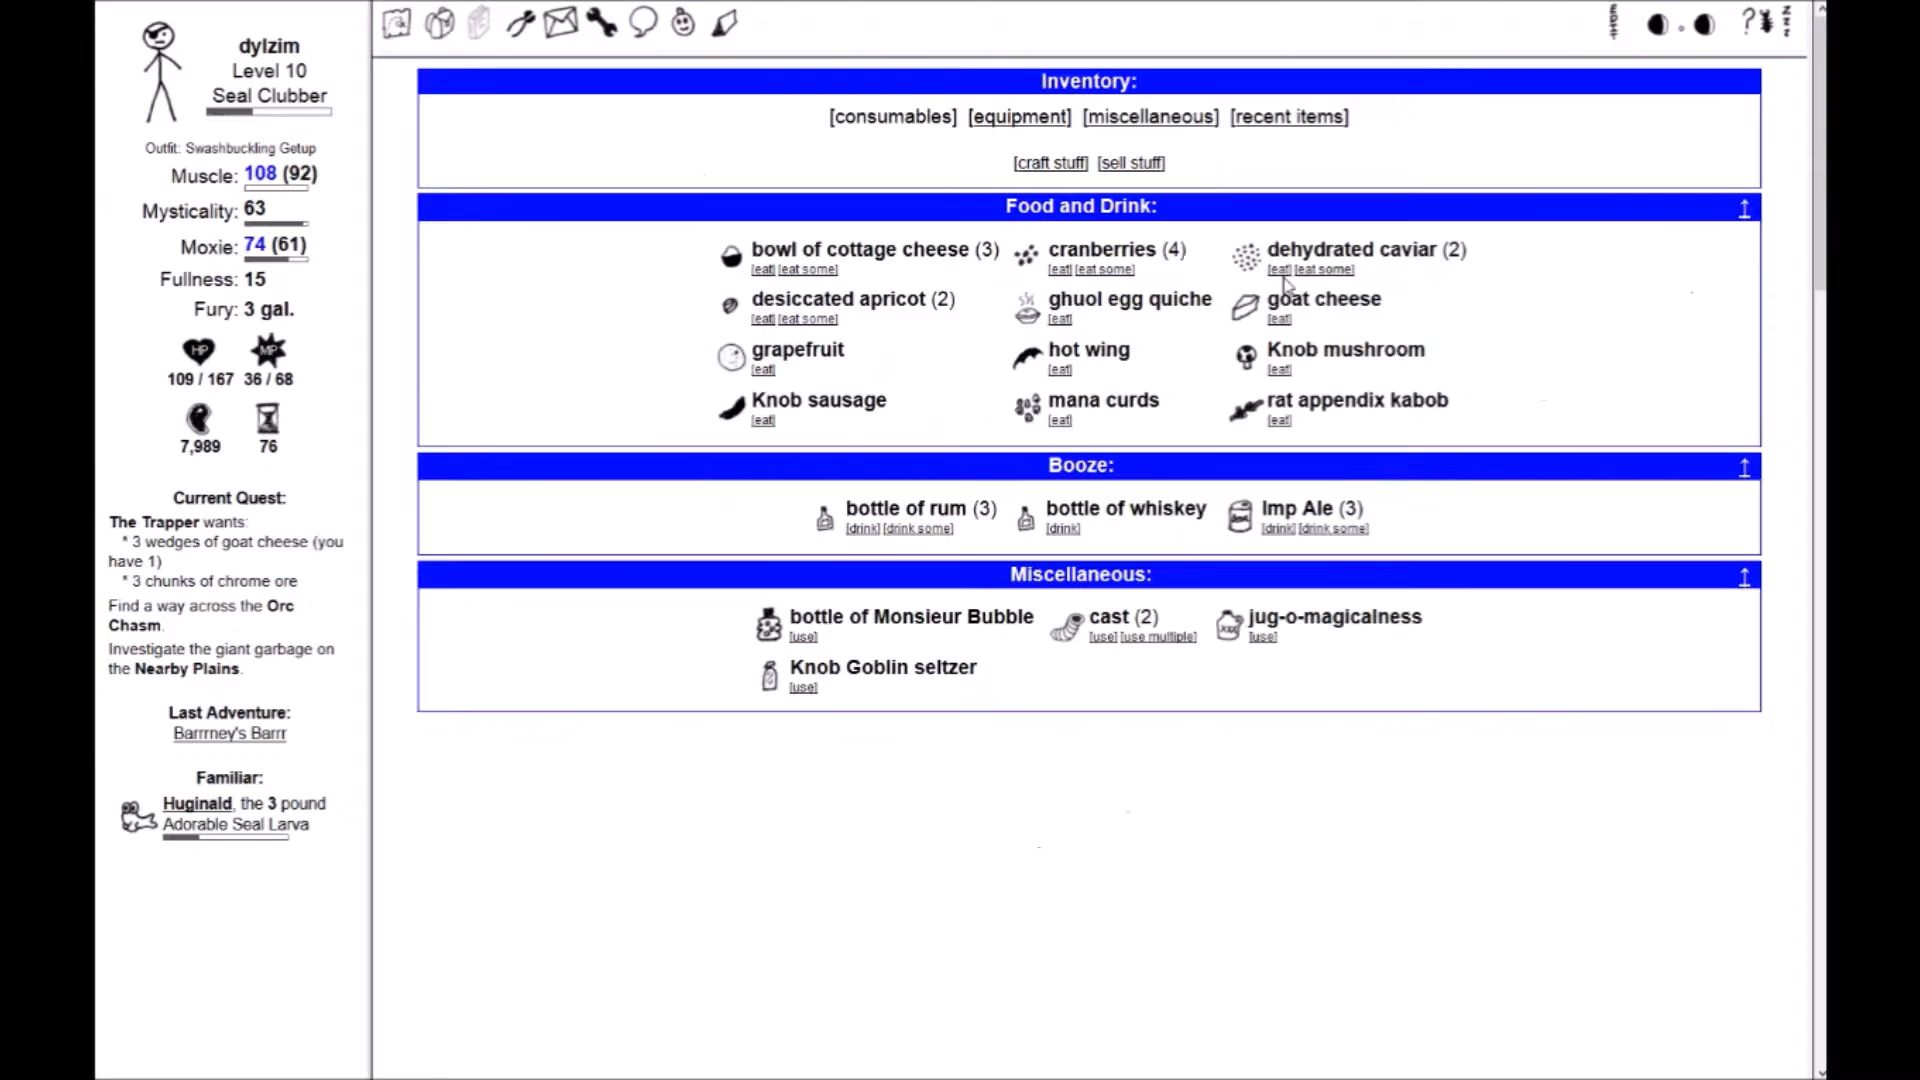 dylzim
Level 10
Seal Clubber
Outfit: Swashbuckling Getup
Muscle: 108 (92)
Mysticality: 63
Moxie: 74 (61)
Fullness: 15
Fury: 3 gal.
HP MP
109 / 167 36 / 68
7,989 76
Current Quest:
The Trapper wants:
* 3 wedges of goat cheese (you
have 1)
* 3 chunks of chrome ore
Find a way across the Orc
Chasm.
Investigate the giant garbage on
the Nearby Plains.
Last Adventure:
Barrrney's Barrr
Familiar:
Huginald, the 3 pound
Adorable Seal Larva
?
Inventory:
[consumables] [equipment] [miscellaneous] [recent items]
[craft stuff] [sell stuff]
Food and Drink:
bowl of cottage cheese (3) cranberries (4) dehydrated caviar (2)
[eat] [eat some] [eat] [eat some] [eat] [eat some]
desiccated apricot (2) ghuol egg quiche goat cheese
[eat] [eat some] [eat] [eat]
grapefruit hot wing Knob mushroom
[eat] [eat] [eat]
Knob sausage mana curds rat appendix kabob
[eat] [eat] [eat]
Booze:
bottle of rum (3) bottle of whiskey Imp Ale (3)
[drink] [drink some] [drink] [drink] [drink some]
Miscellaneous:
bottle of Monsieur Bubble cast (2) jug-o-magicalness
[use] [use] [use multiple] [use]
Knob Goblin seltzer
[use]